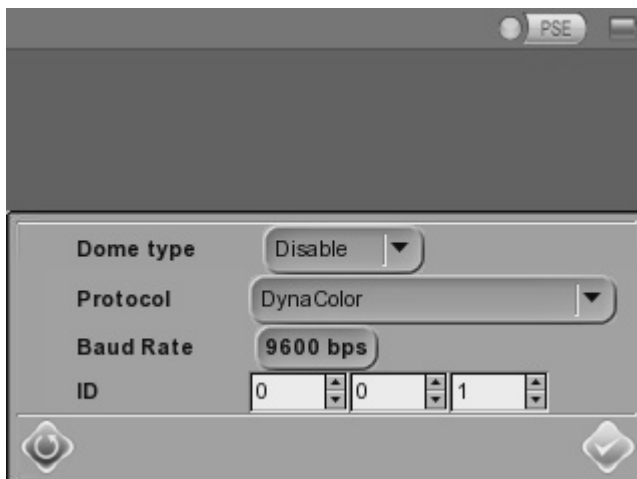 PSE
Dome type Disable
Protocol DynaColor
Baud Rate 9600 bps
ID 0 0 1